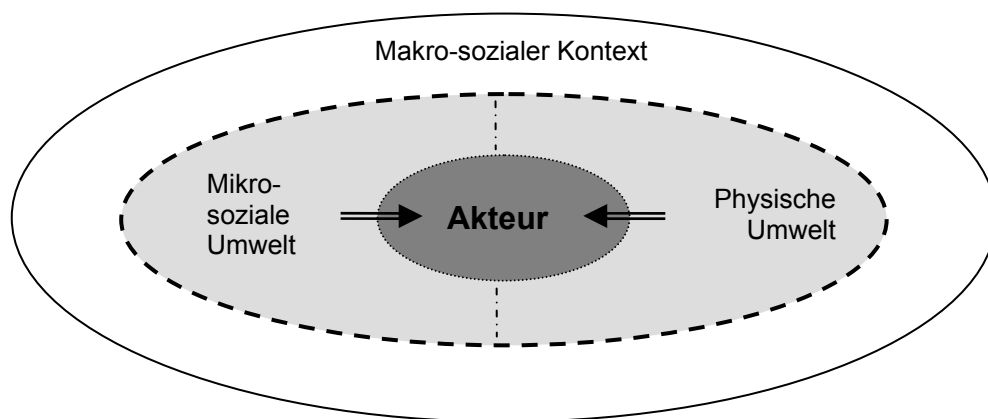 Makro-sozialer Kontext
Mikro-
soziale
Umwelt
Akteur
Physische
Umwelt